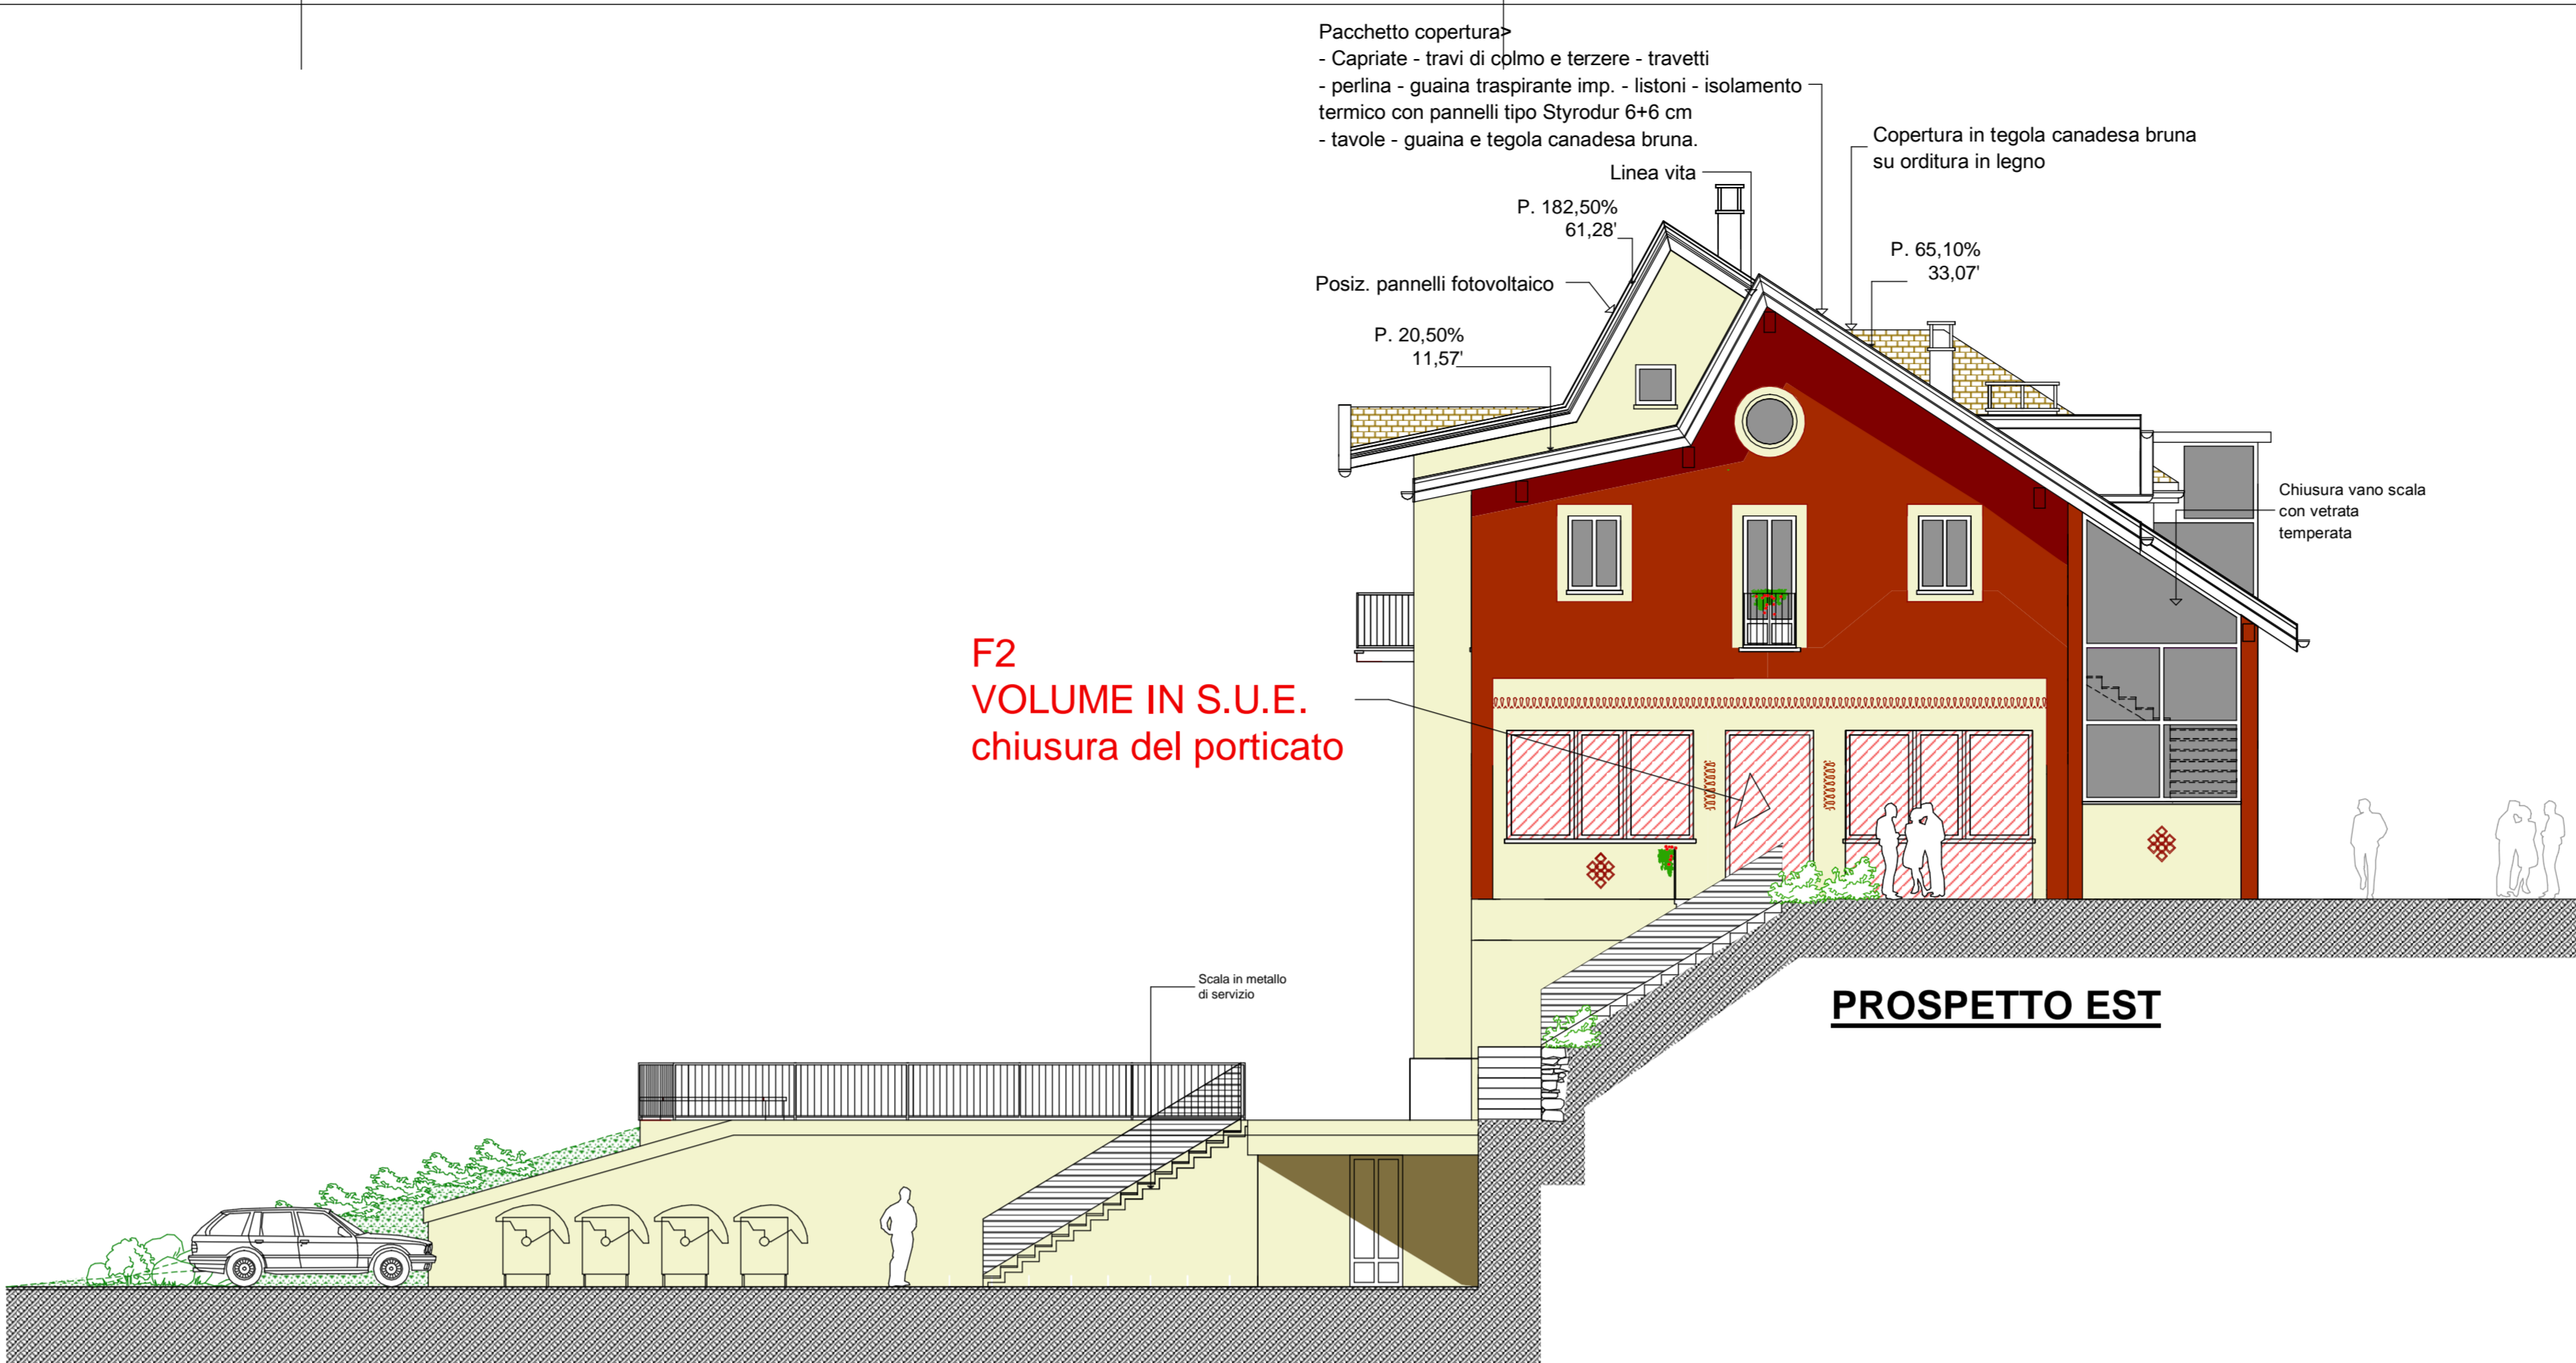 Pacchetto copertura>
- Capriate - travi di colmo e terzere - travetti
- perlina - guaina traspirante imp. - listoni - isolamento
termico con pannelli tipo Styrodur 6+6 cm
- tavole - guaina e tegola canadesa bruna.
Copertura in tegola canadesa bruna
su orditura in legno
Linea vita
P. 182,50%
61,28'
P. 65,10%
33,07'
Posiz. pannelli fotovoltaico
P. 20,50%
11,57'
Chiusura vano scala
con vetrata
temperata
F2
VOLUME IN S.U.E.
chiusura del porticato
Scala in metallo
di servizio
PROSPETTO EST